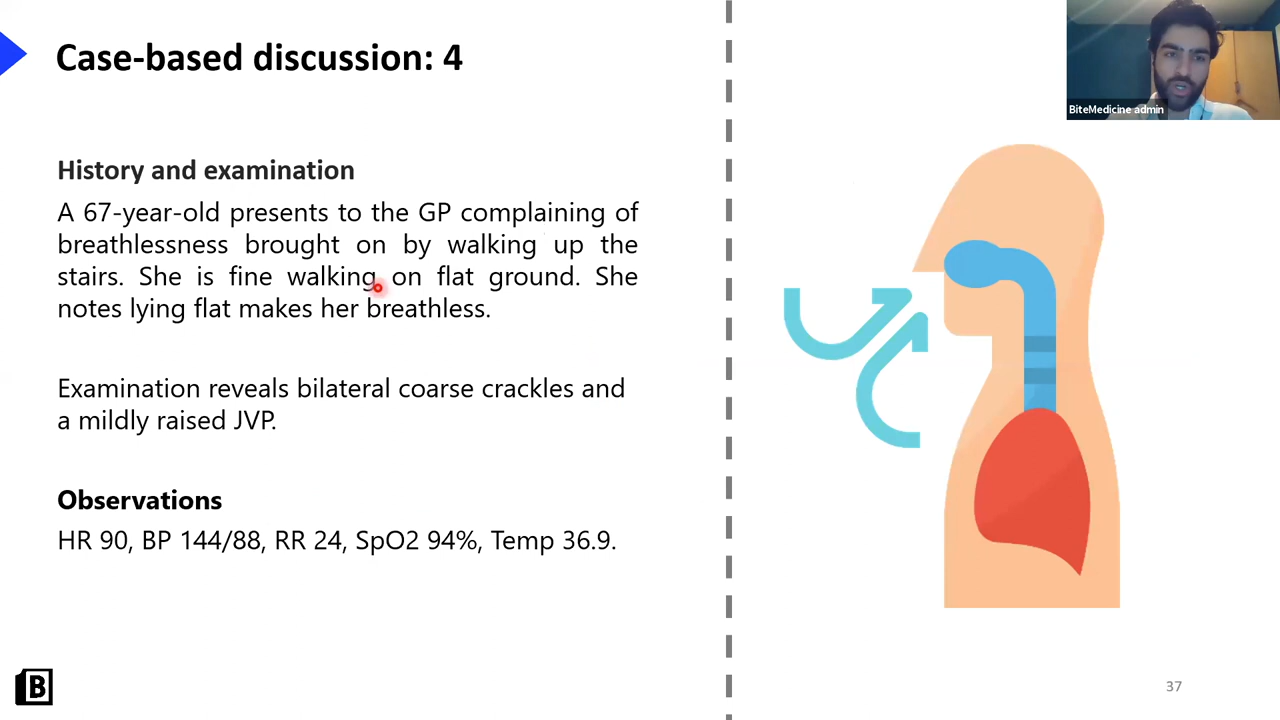 Case-based discussion: 4
BiteMedicine admin
History and examination
A 67-year-old presents to the GP complaining of
breathlessness brought on by walking up the
stairs. She is fine walking on flat ground. She
notes lying flat makes her breathless.
Examination reveals bilateral coarse crackles and
a mildly raised JVP.
Observations
HR 90, BP 144/88, RR 24, SpO2 94%, Temp 36.9.
B
37